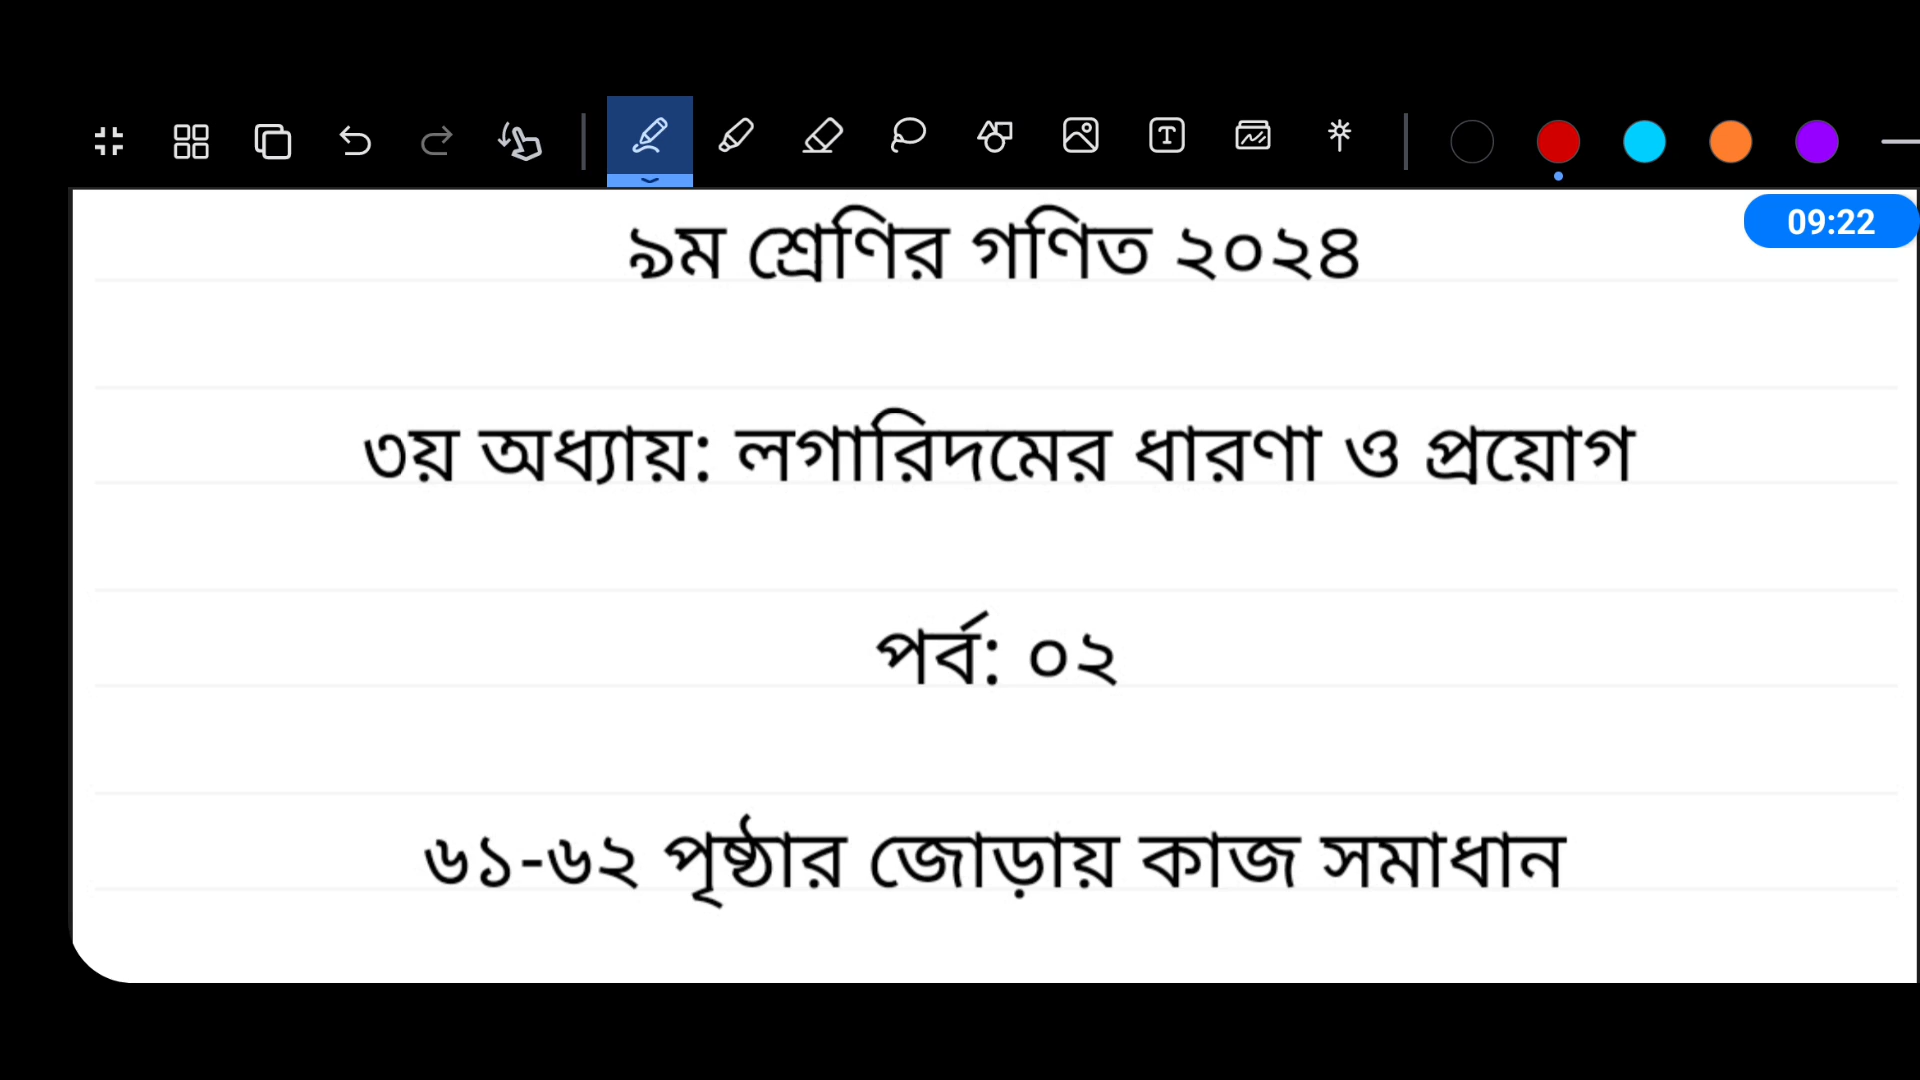 09:22
৯ম শ্রেণির গণিত ২০২৪
৩য় অধ্যায়: লগারিদমের ধারণা ও প্রয়োগ
পর্ব: ০২
৬১-৬২ পৃষ্ঠার জোড়ায় কাজ সমাধান